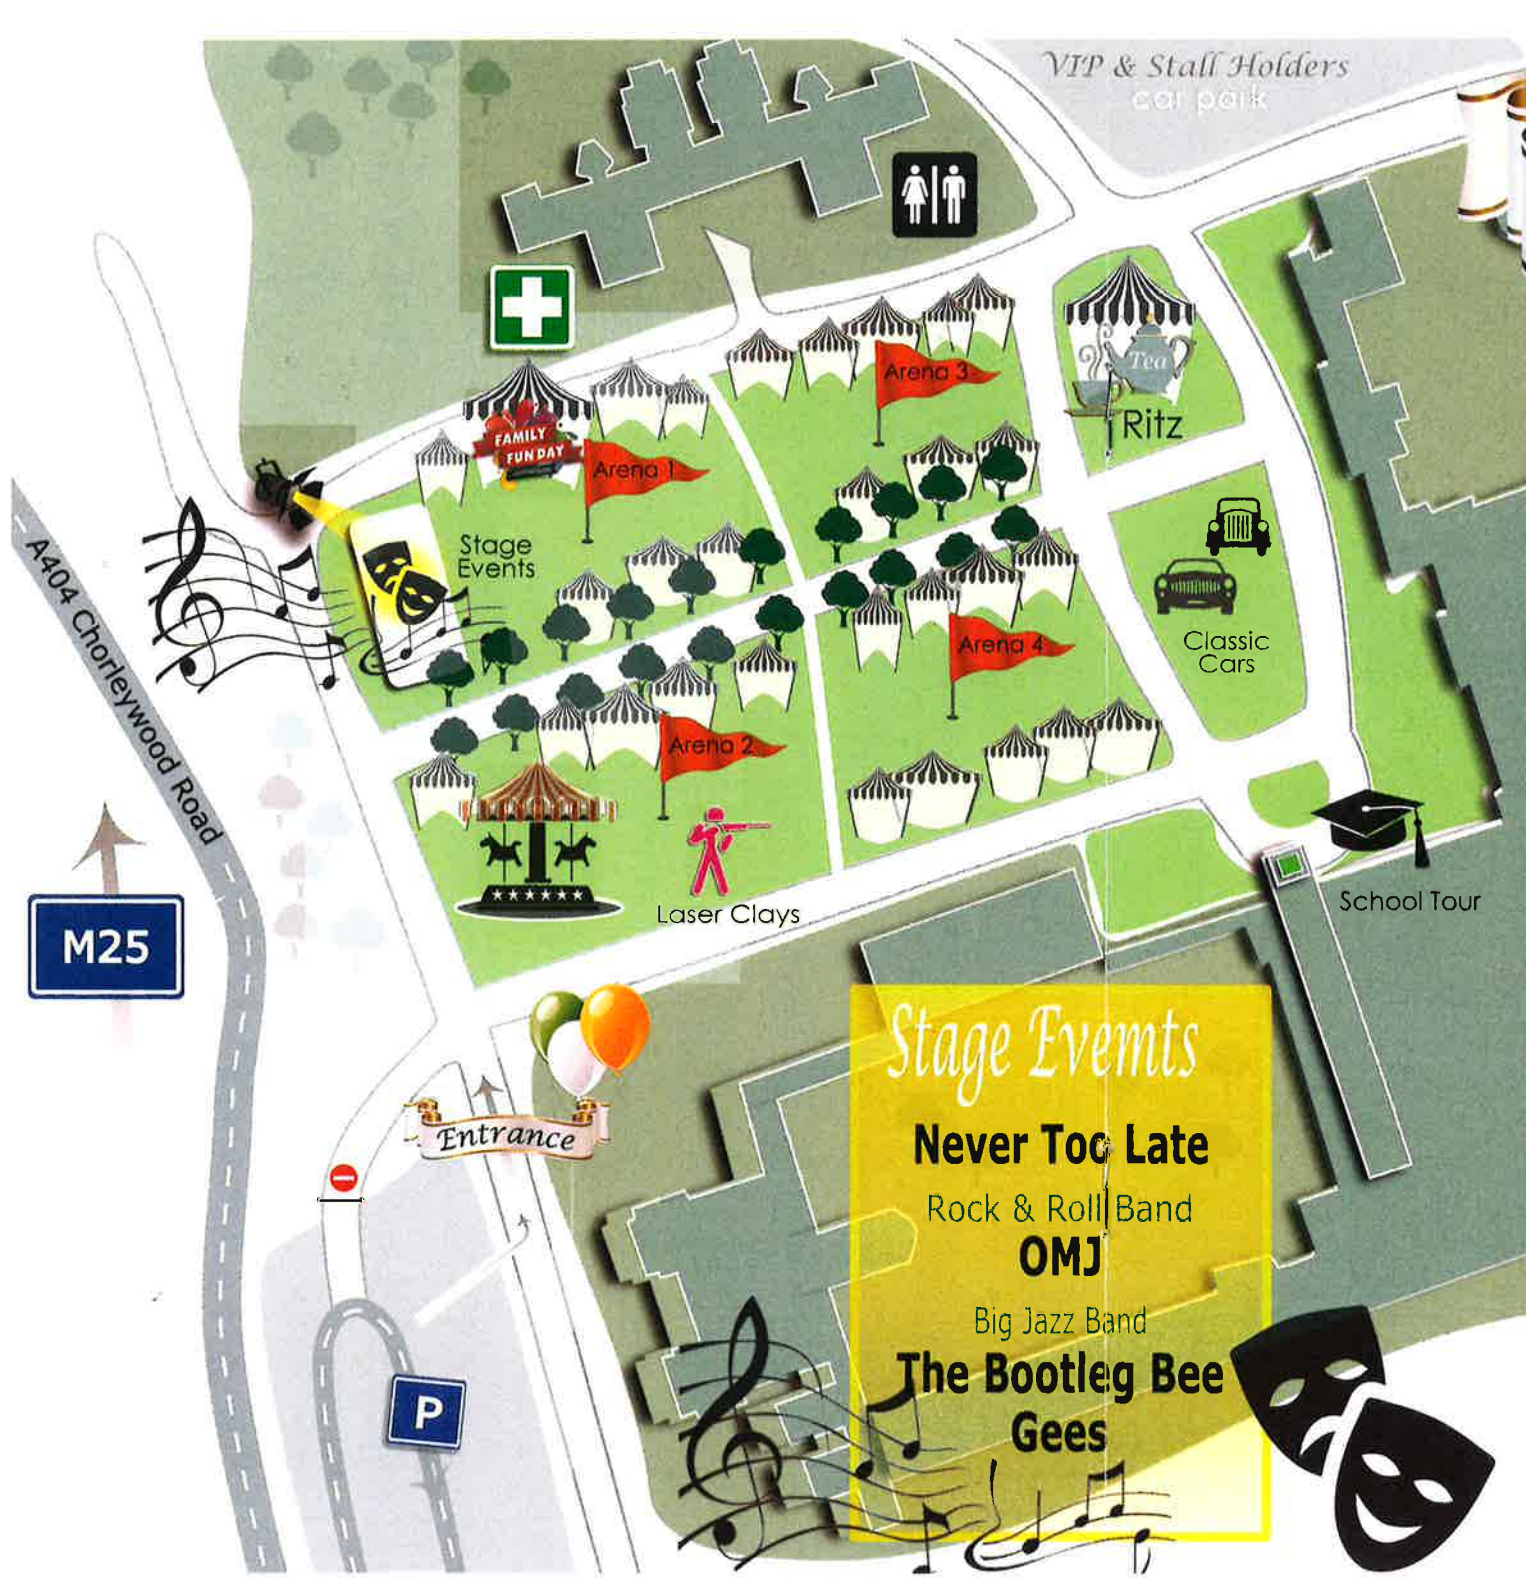 VIP & Stall Holders
car park
Tea
Ritz
Arena 3
FAMILY
FUN DAY
Arena 1
Stage
Events
Arena 4
Classic
Cars
Arena 2
A404 Chorleywood Road
Laser Clays
School Tour
M25
Entrance
P
Stage Evemts
Never Too Late
Rock & Roll Band
OMJ
Big Jazz Band
The Bootleg Bee
Gees